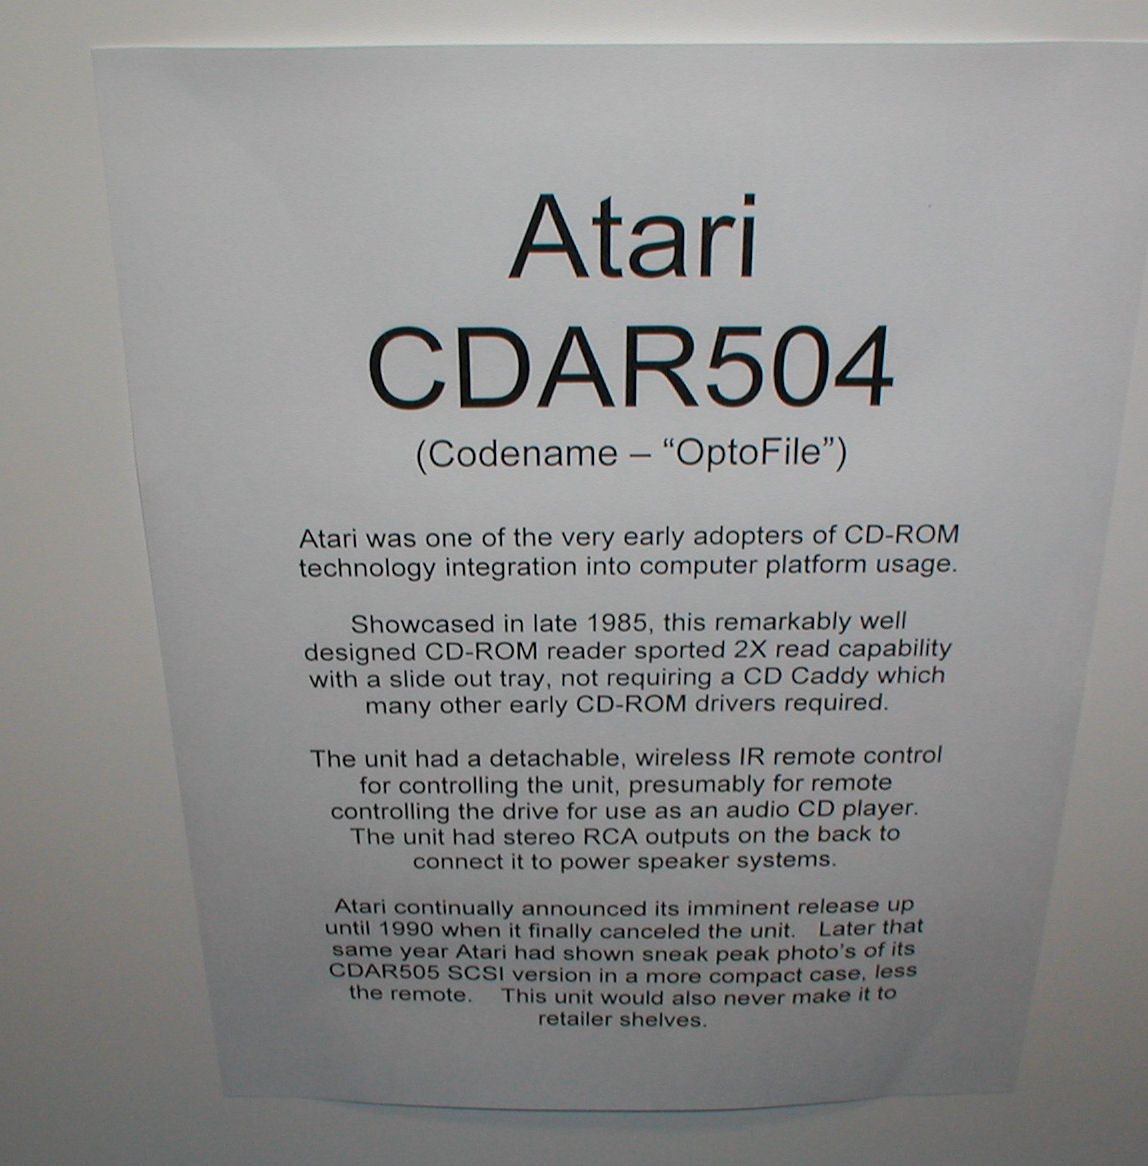 Atari
CDAR504
(Codename – “OptoFile”)
Atari was one of the very early adopters of CD-ROM
technology integration into computer platform usage.
Showcased in late 1985, this remarkably well
designed CD-ROM reader sported 2X read capability
with a slide out tray, not requiring a CD Caddy which
many other early CD-ROM drivers required.
The unit had a detachable, wireless IR remote control
for controlling the unit, presumably for remote
controlling the drive for use as an audio CD player.
The unit had stereo RCA outputs on the back to
connect it to power speaker systems.
Atari continually announced its imminent release up
until 1990 when it finally canceled the unit. Later that
same year Atari had shown sneak peak photo's of its
CDAR505 SCSI version in a more compact case, less
the remote. This unit would also never make it to
retailer shelves.